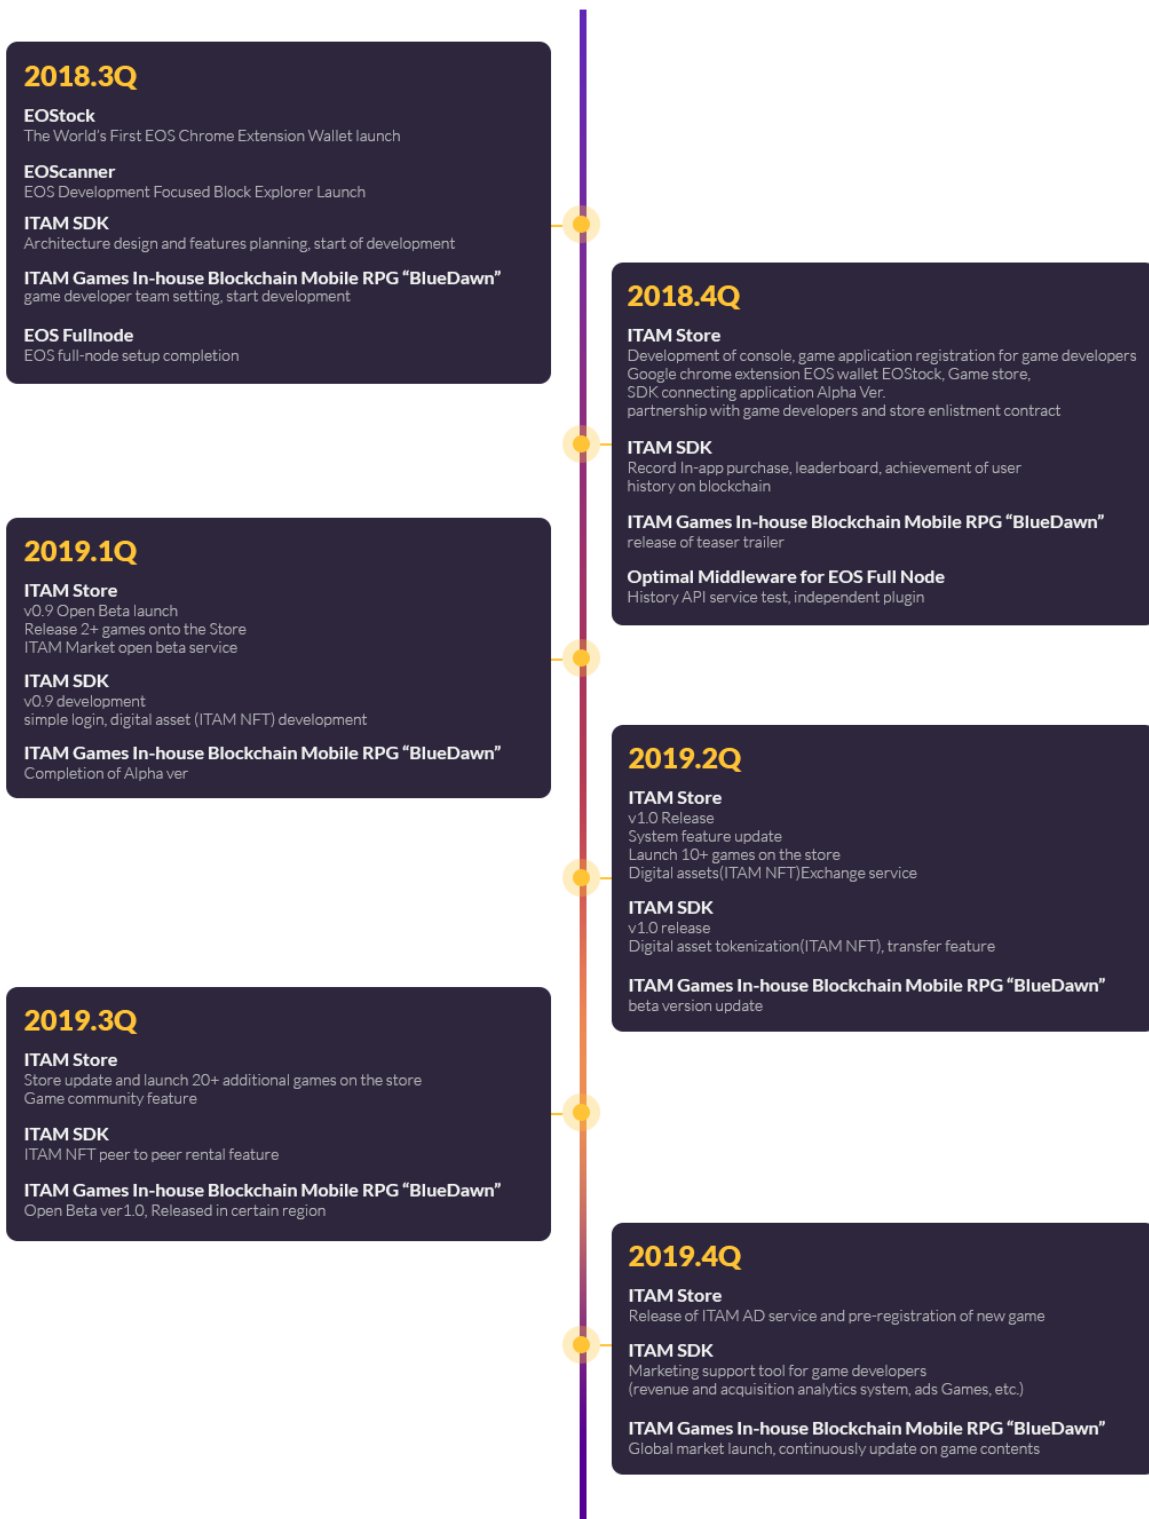 2018.3Q
EOStock
The World's First EOS Chrome Extension Wallet launch
EOScanner
EOS Development Focused Block Explorer Launch
ITAM SDK
Architecture design and features planning, start of development
ITAM Games In-house Blockchain Mobile RPG “BlueDawn”
game developer team setting, start development
EOS Fullnode
EOS full-node setup completion
2018.4Q
ITAM Store
Development of console, game application registration for game developers
Google chrome extension EOS wallet EOStock, Game store,
SDK connecting application Alpha Ver.
partnership with game developers and store enlistment contract
ITAM SDK
Record In-app purchase, leaderboard, achievement of user
history on blockchain
ITAM Games In-house Blockchain Mobile RPG “BlueDawn”
release of teaser trailer
Optimal Middleware for EOS Full Node
History API service test, independent plugin
2019.1Q
ITAM Store
v0.9 Open Beta launch
Release 2+ games onto the Store
ITAM Market open beta service
ITAM SDK
v0.9 development
simple login, digital asset (ITAM NFT) development
ITAM Games In-house Blockchain Mobile RPG “BlueDawn”
Completion of Alpha ver
2019.2Q
ITAM Store
v1.0 Release
System feature update
Launch 10+ games on the store
Digital assets(ITAM NFT)Exchange service
ITAM SDK
v1.0 release
Digital asset tokenization(ITAM NFT), transfer feature
ITAM Games In-house Blockchain Mobile RPG “BlueDawn”
beta version update
2019.3Q
ITAM Store
Store update and launch 20+ additional games on the store
Game community feature
ITAM SDK
ITAM NFT peer to peer rental feature
ITAM Games In-house Blockchain Mobile RPG “BlueDawn”
Open Beta ver1.0, Released in certain region
2019.4Q
ITAM Store
Release of ITAM AD service and pre-registration of new game
ITAM SDK
Marketing support tool for game developers
(revenue and acquisition analytics system, ads Games, etc.)
ITAM Games In-house Blockchain Mobile RPG “BlueDawn”
Global market launch, continuously update on game contents